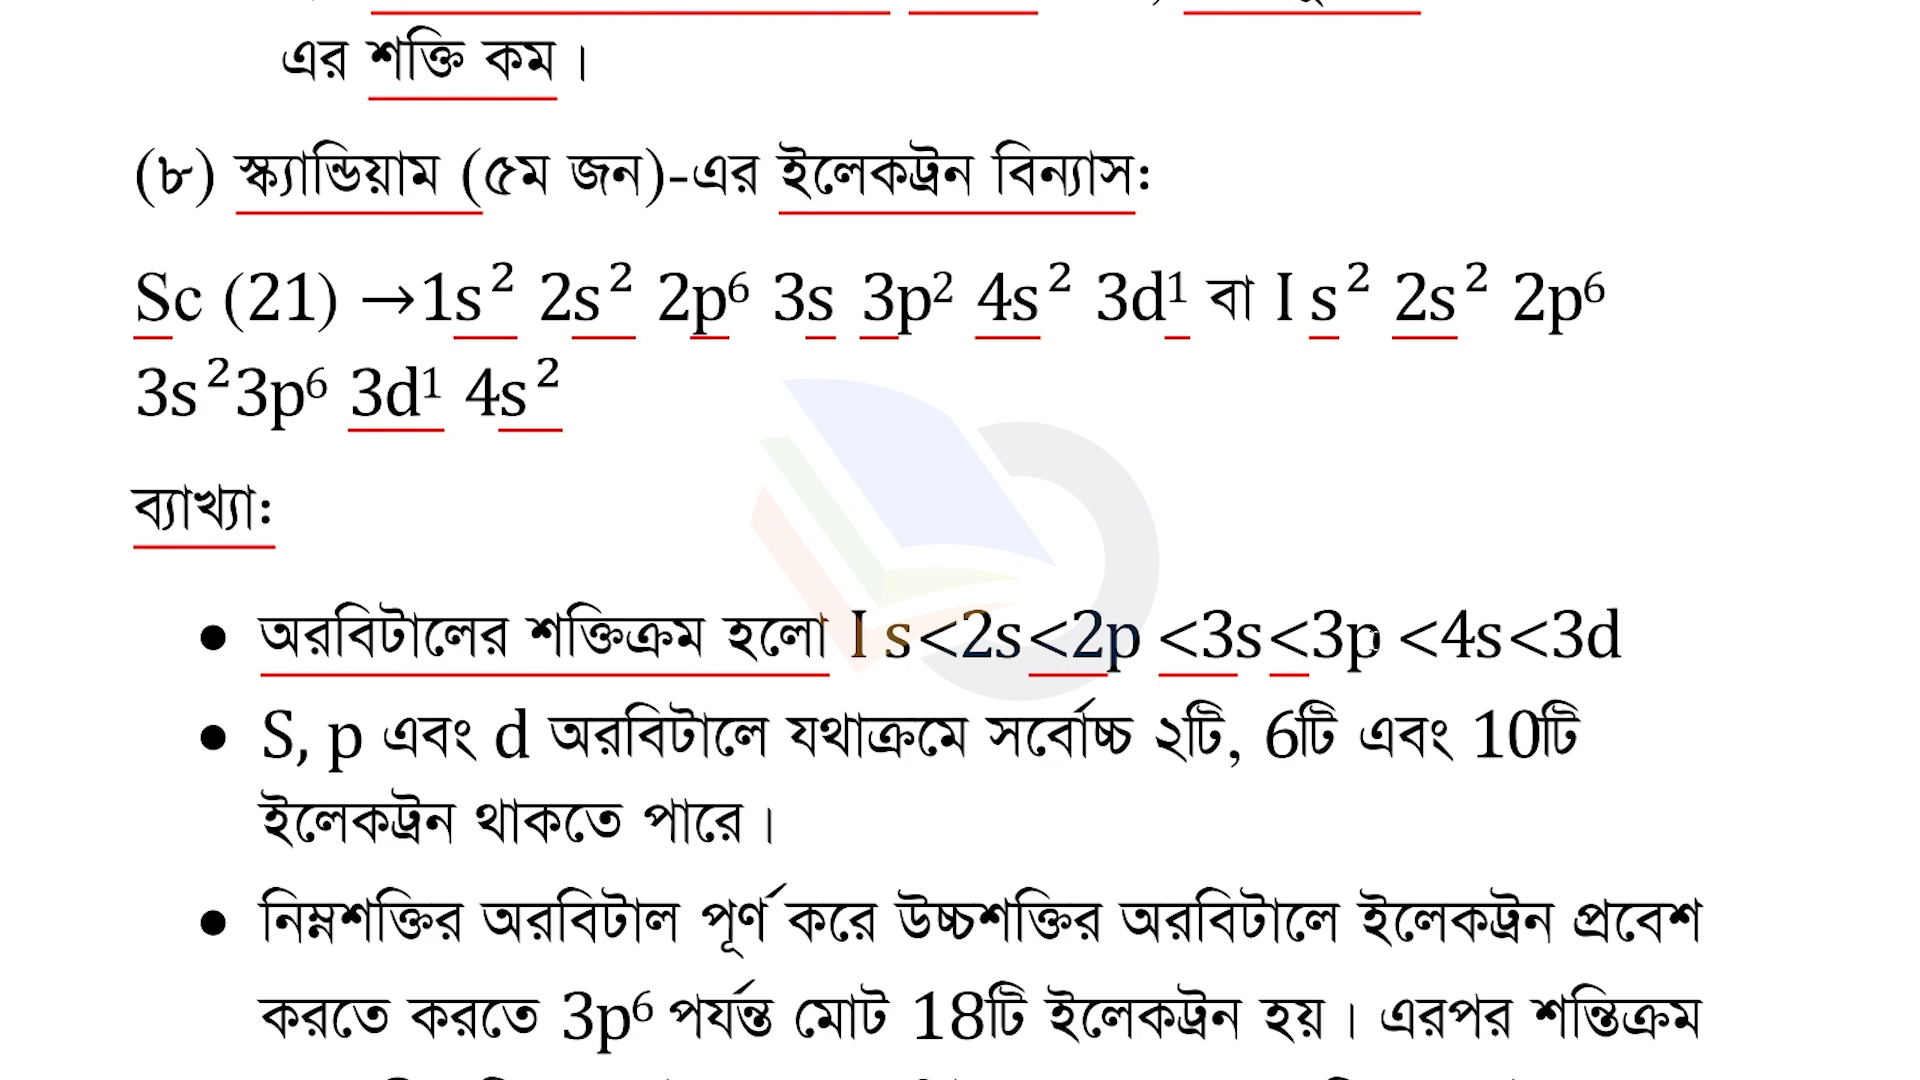 এর শক্তি কম।
(৮) স্ক্যান্ডিয়াম (৫ম জন)-এর ইলেকট্রন বিন্যাসঃ
Sc (21) →1s² 2s² 2p⁶ 3s 3p² 4s² 3d¹ বা I s² 2s² 2p⁶
3s²3p⁶ 3d¹ 4s²
ব্যাখ্যাঃ
● অরবিটালের শক্তিক্রম হলো I s<2s<2p <3s<3p <4s<3d
● S, p এবং d অরবিটালে যথাক্রমে সর্বোচ্চ ২টি, 6টি এবং 10টি
ইলেকট্রন থাকতে পারে।
● নিম্নশক্তির অরবিটাল পূর্ণ করে উচ্চশক্তির অরবিটালে ইলেকট্রন প্রবেশ
করতে করতে 3p⁶ পর্যন্ত মোট 18টি ইলেকট্রন হয়। এরপর শন্তিক্রম